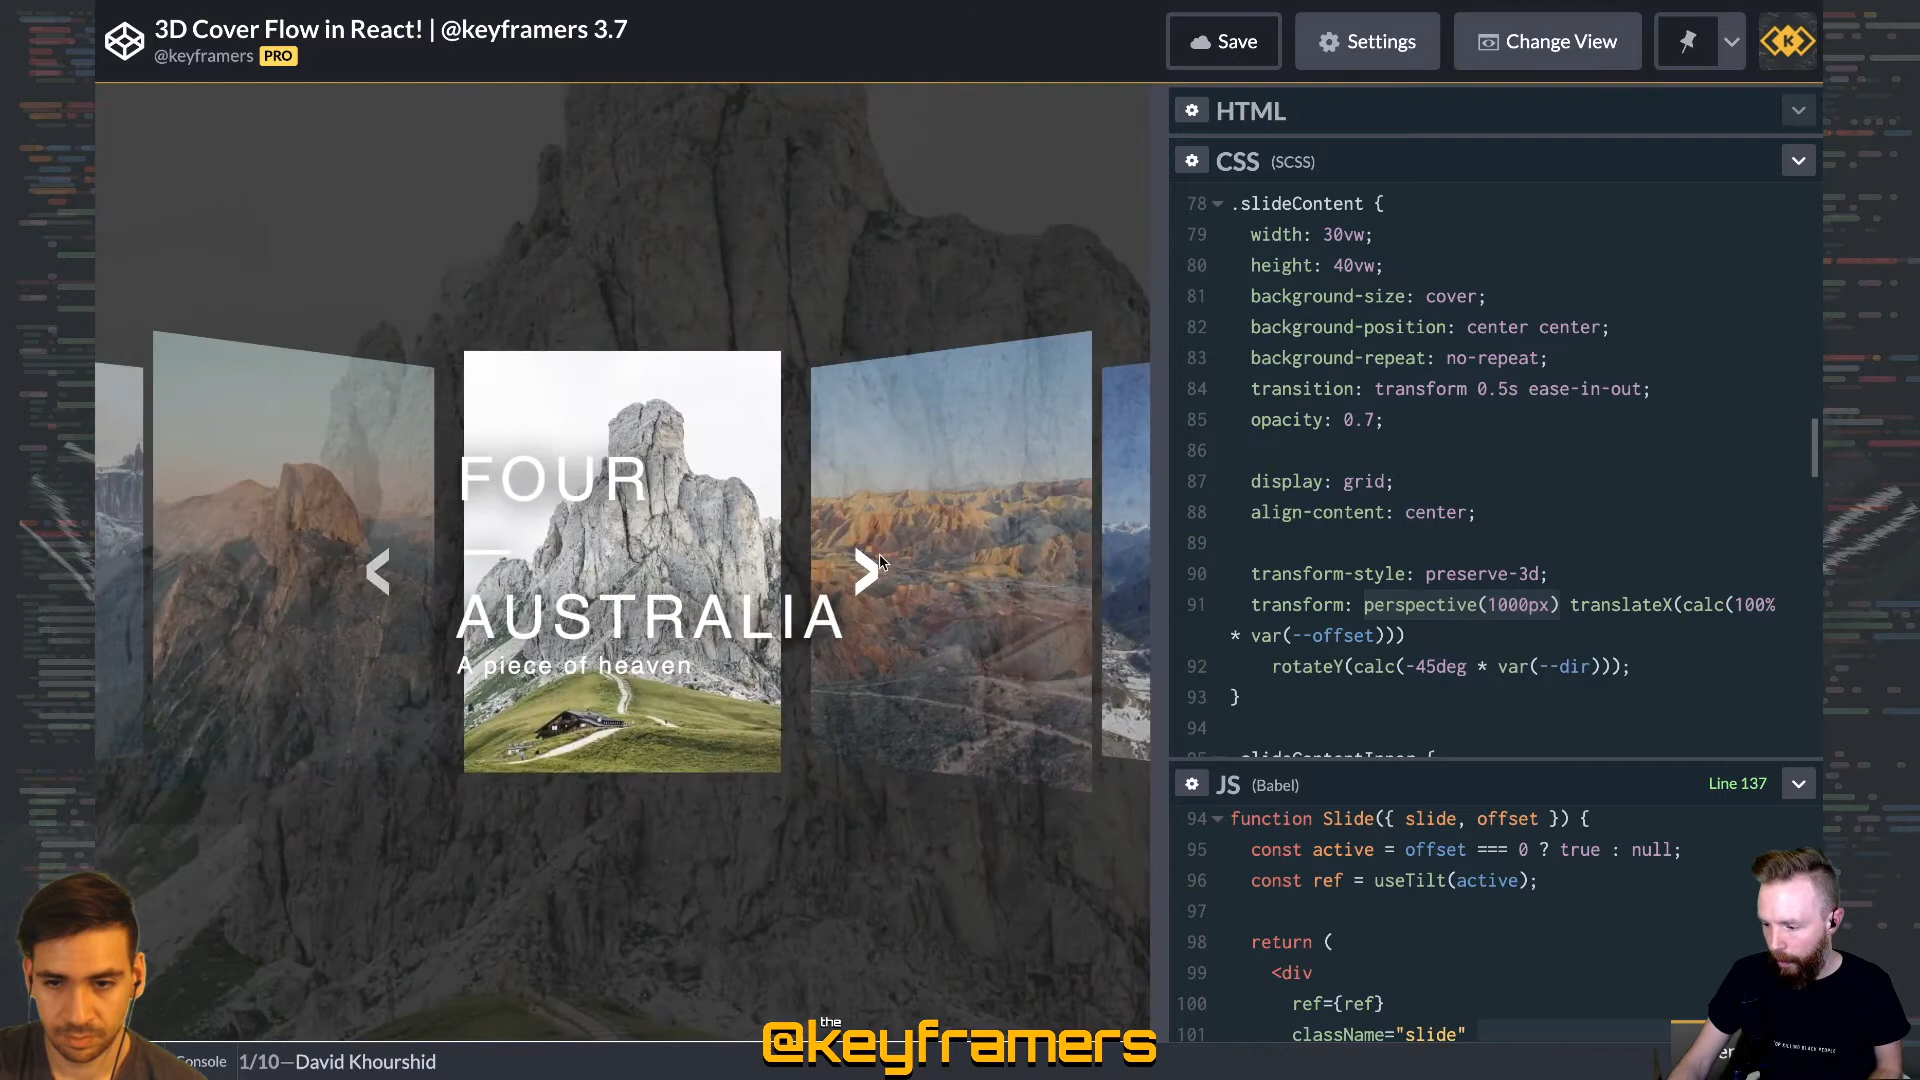 3D Cover Flow in React! | @keyframers 3.7
@keyframers PRO
Save
Settings
Change View
K
HTML
CSS (SCSS)
78 .slideContent {
79 width: 30vw;
80 height: 40vw;
81 background-size: cover;
82 background-position: center center;
83 background-repeat: no-repeat;
84 transition: transform 0.5s ease-in-out;
85 opacity: 0.7;
86
87 display: grid;
88 align-content: center;
89
90 transform-style: preserve-3d;
91 transform: perspective(1000px) translateX(calc(100%
* var(--offset)))
92 rotateY(calc(-45deg * var(--dir)));
93 }
94
.slideContentInner {
FOUR
—
AUSTRALIA
A piece of heaven
<
>
JS (Babel) Line 137
94 function Slide({ slide, offset }) {
95 const active = offset === 0 ? true : null;
96 const ref = useTilt(active);
97
98 return (
99 <div
100 ref={ref}
101 className="slide"
the
@keyframers
Console 1/10—David Khourshid